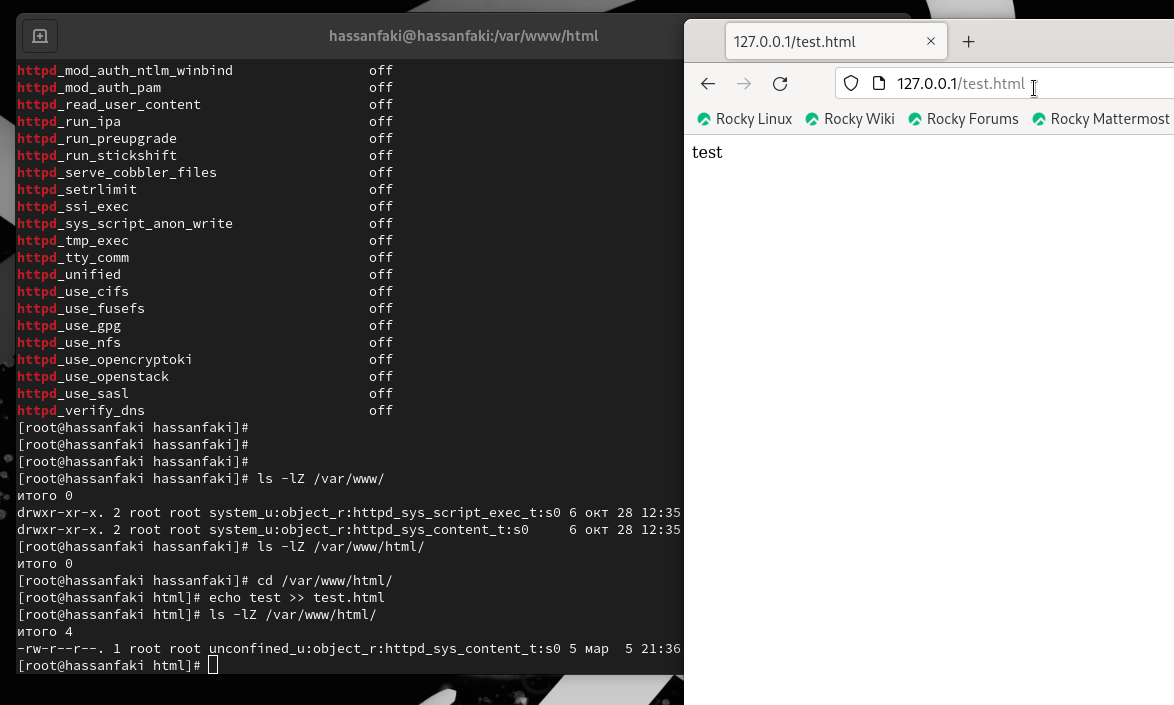 hassanfaki@hassanfaki:/var/www/html
httpd_mod_auth_ntlm_winbind off
httpd_mod_auth_pam off
httpd_read_user_content off
httpd_run_ipa off
httpd_run_preupgrade off
httpd_run_stickshift off
httpd_serve_cobbler_files off
httpd_setrlimit off
httpd_ssi_exec off
httpd_sys_script_anon_write off
httpd_tmp_exec off
httpd_tty_comm off
httpd_unified off
httpd_use_cifs off
httpd_use_fusefs off
httpd_use_gpg off
httpd_use_nfs off
httpd_use_opencryptoki off
httpd_use_openstack off
httpd_use_sasl off
httpd_verify_dns off
[root@hassanfaki hassanfaki]#
[root@hassanfaki hassanfaki]#
[root@hassanfaki hassanfaki]#
[root@hassanfaki hassanfaki]# ls -lZ /var/www/
итого 0
drwxr-xr-x. 2 root root system_u:object_r:httpd_sys_script_exec_t:s0 6 окт 28 12:35
drwxr-xr-x. 2 root root system_u:object_r:httpd_sys_content_t:s0 6 окт 28 12:35
[root@hassanfaki hassanfaki]# ls -lZ /var/www/html/
итого 0
[root@hassanfaki hassanfaki]# cd /var/www/html/
[root@hassanfaki html]# echo test >> test.html
[root@hassanfaki html]# ls -lZ /var/www/html/
итого 4
-rw-r--r--. 1 root root unconfined_u:object_r:httpd_sys_content_t:s0 5 мар 5 21:36
[root@hassanfaki html]#
127.0.0.1/test.html
127.0.0.1/test.html
Rocky Linux Rocky Wiki Rocky Forums Rocky Mattermost
test